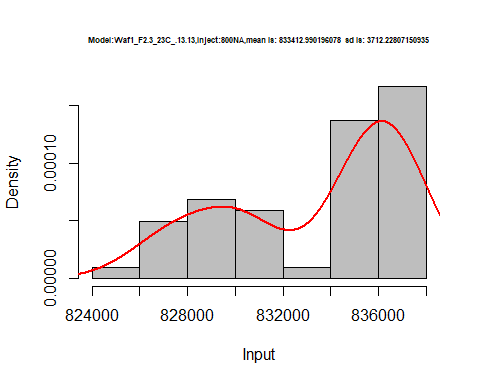 Model:Waf1_F2.3_23C_.13.13,Inject:800NA,mean is: 833412.990196078 sd is: 3712.22807150935
Density
0.00010
0.00000
824000 828000 832000 836000
Input